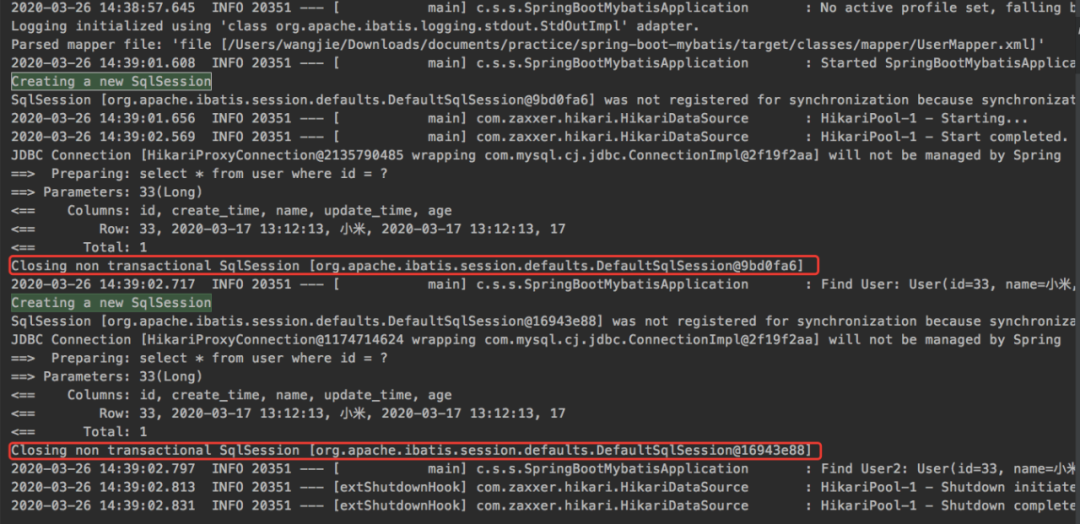 2020-03-26 14:38:57.645  INFO 20351 --- [           main] c.s.s.SpringBootMybatisApplication       : No active profile set, falling b
Logging initialized using 'class org.apache.ibatis.logging.stdout.StdOutImpl' adapter.
Parsed mapper file: 'file [/Users/wangjie/Downloads/documents/practice/spring-boot-mybatis/target/classes/mapper/UserMapper.xml]'
2020-03-26 14:39:01.608  INFO 20351 --- [           main] c.s.s.SpringBootMybatisApplication       : Started SpringBootMybatisApplica
Creating a new SqlSession
SqlSession [org.apache.ibatis.session.defaults.DefaultSqlSession@9bd0fa6] was not registered for synchronization because synchronizat
2020-03-26 14:39:01.656  INFO 20351 --- [           main] com.zaxxer.hikari.HikariDataSource       : HikariPool-1 - Starting...
2020-03-26 14:39:02.569  INFO 20351 --- [           main] com.zaxxer.hikari.HikariDataSource       : HikariPool-1 - Start completed.
JDBC Connection [HikariProxyConnection@2135790485 wrapping com.mysql.cj.jdbc.ConnectionImpl@2f19f2aa] will not be managed by Spring
==>  Preparing: select * from user where id = ?
==> Parameters: 33(Long)
<==    Columns: id, create_time, name, update_time, age
<==        Row: 33, 2020-03-17 13:12:13, 小米, 2020-03-17 13:12:13, 17
<==      Total: 1
Closing non transactional SqlSession [org.apache.ibatis.session.defaults.DefaultSqlSession@9bd0fa6]
2020-03-26 14:39:02.717  INFO 20351 --- [           main] c.s.s.SpringBootMybatisApplication       : Find User: User(id=33, name=小米,
Creating a new SqlSession
SqlSession [org.apache.ibatis.session.defaults.DefaultSqlSession@16943e88] was not registered for synchronization because synchroniza
JDBC Connection [HikariProxyConnection@1174714624 wrapping com.mysql.cj.jdbc.ConnectionImpl@2f19f2aa] will not be managed by Spring
==>  Preparing: select * from user where id = ?
==> Parameters: 33(Long)
<==    Columns: id, create_time, name, update_time, age
<==        Row: 33, 2020-03-17 13:12:13, 小米, 2020-03-17 13:12:13, 17
<==      Total: 1
Closing non transactional SqlSession [org.apache.ibatis.session.defaults.DefaultSqlSession@16943e88]
2020-03-26 14:39:02.797  INFO 20351 --- [           main] c.s.s.SpringBootMybatisApplication       : Find User2: User(id=33, name=小米
2020-03-26 14:39:02.813  INFO 20351 --- [extShutdownHook] com.zaxxer.hikari.HikariDataSource       : HikariPool-1 - Shutdown initiate
2020-03-26 14:39:02.831  INFO 20351 --- [extShutdownHook] com.zaxxer.hikari.HikariDataSource       : HikariPool-1 - Shutdown complete